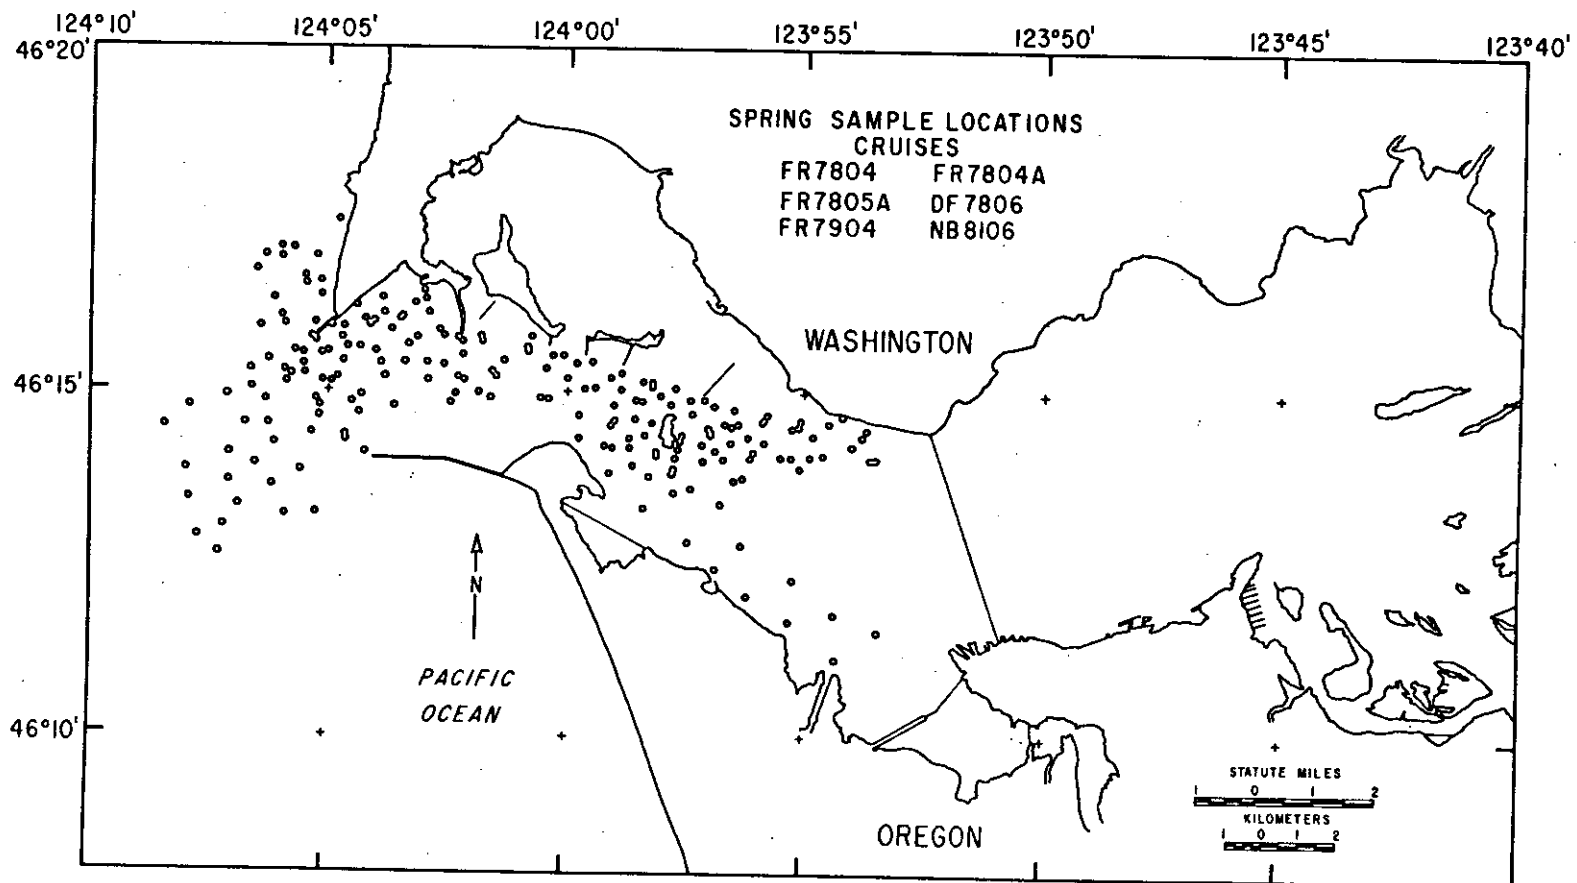 124°10' 124°05' 124°00' 123°55' 123°50' 123°45' 123°40'
46°20'
SPRING SAMPLE LOCATIONS
CRUISES
FR7804 FR7804A
FR7805A DF7806
FR7904 NB8106
WASHINGTON
46°15'
N
PACIFIC
OCEAN
46°10'
STATUTE MILES
1 0 1 2
KILOMETERS
1 0 1 2
OREGON